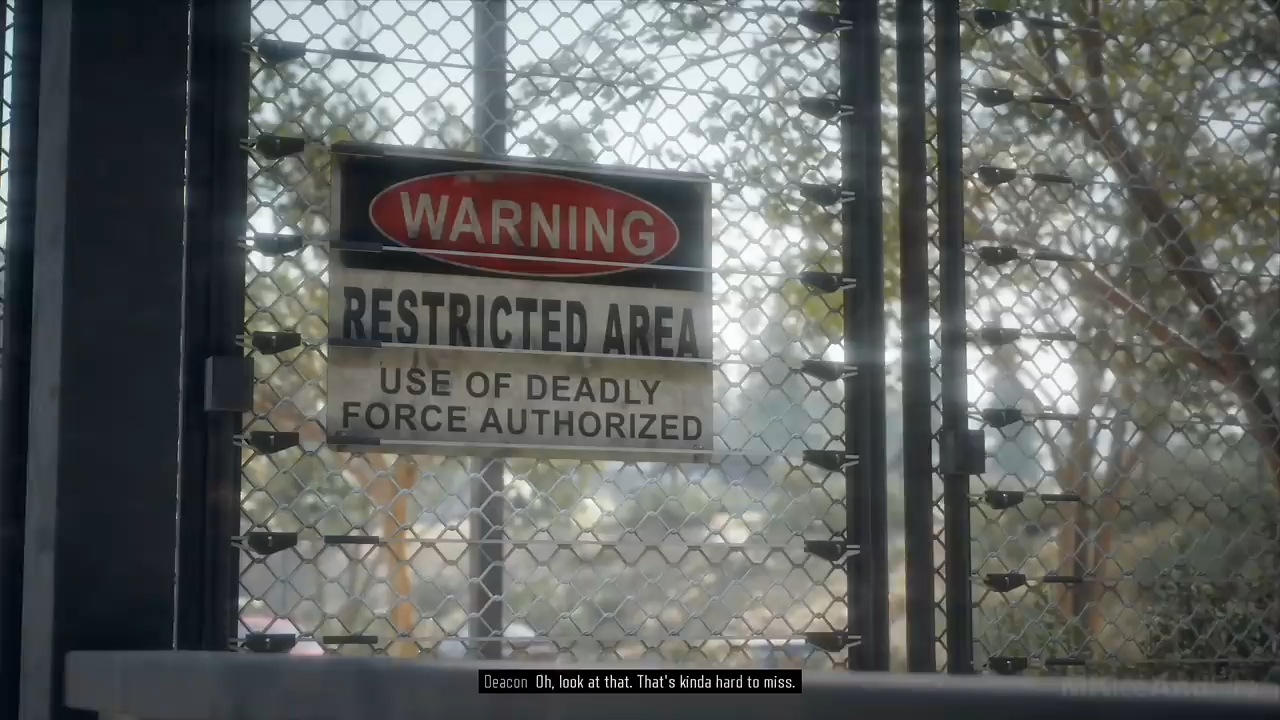 WARNING
RESTRICTED AREA
USE OF DEADLY
FORCE AUTHORIZED
Deacon Oh, look at that. That's kinda hard to miss.